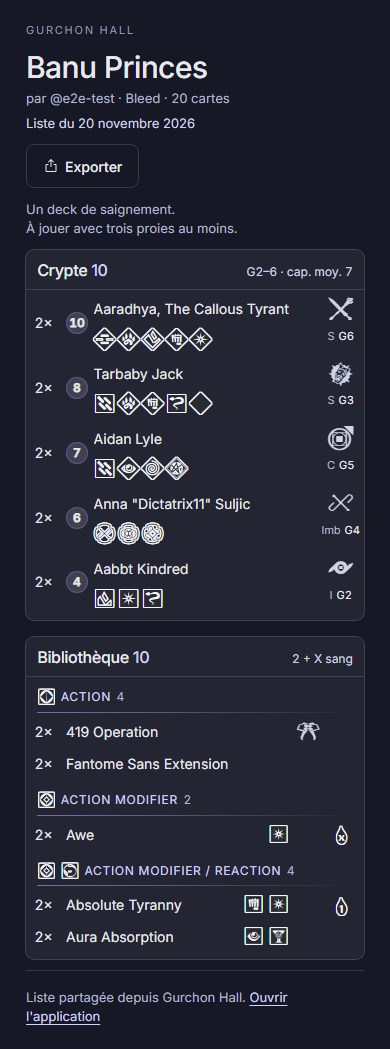 GURCHON HALL
Banu Princes
par @e2e-test · Bleed · 20 cartes
Liste du 20 novembre 2026
Exporter
Un deck de saignement.
À jouer avec trois proies au moins.
Crypte 10 G2–6 · cap. moy. 7
2× 10 Aaradhya, The Callous Tyrant S G6
2× 8 Tarbaby Jack S G3
2× 7 Aidan Lyle C G5
2× 6 Anna "Dictatrix11" Suljic Imb G4
2× 4 Aabbt Kindred I G2
Bibliothèque 10 2 + X sang
ACTION 4
2× 419 Operation
2× Fantome Sans Extension
ACTION MODIFIER 2
2× Awe X
ACTION MODIFIER / REACTION 4
2× Absolute Tyranny 1
2× Aura Absorption
Liste partagée depuis Gurchon Hall. Ouvrir
l'application